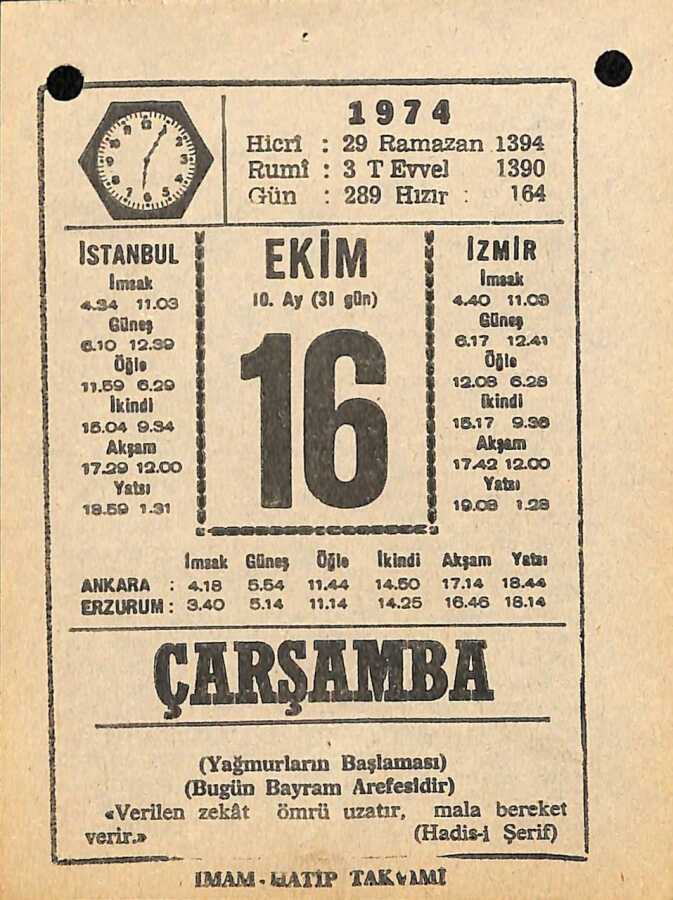 1974
Hicrî : 29 Ramazan 1394
Rumî : 3 T Evvel 1390
Gün : 289 Hızır : 164
İSTANBUL
İmsak
4.34 11.03
Güneş
6.10 12.39
Öğle
11.59 6.29
İkindi
15.04 9.34
Akşam
17.29 12.00
Yatsı
18.59 1.31
EKİM
10. Ay (31 gün)
16
İZMİR
İmsak
4.40 11.03
Güneş
6.17 12.41
Öğle
12.08 6.28
İkindi
15.17 9.38
Akşam
17.42 12.00
Yatsı
19.08 1.28
İmsak Güneş Öğle İkindi Akşam Yatsı
ANKARA : 4.18 5.54 11.44 14.50 17.14 18.44
ERZURUM : 3.40 5.14 11.14 14.25 16.46 18.14
ÇARŞAMBA
(Yağmurların Başlaması)
(Bugün Bayram Arefesidir)
«Verilen zekât ömrü uzatır, mala bereket
verir.» (Hadis-i Şerif)
İMAM - HATİP TAKVİMİ